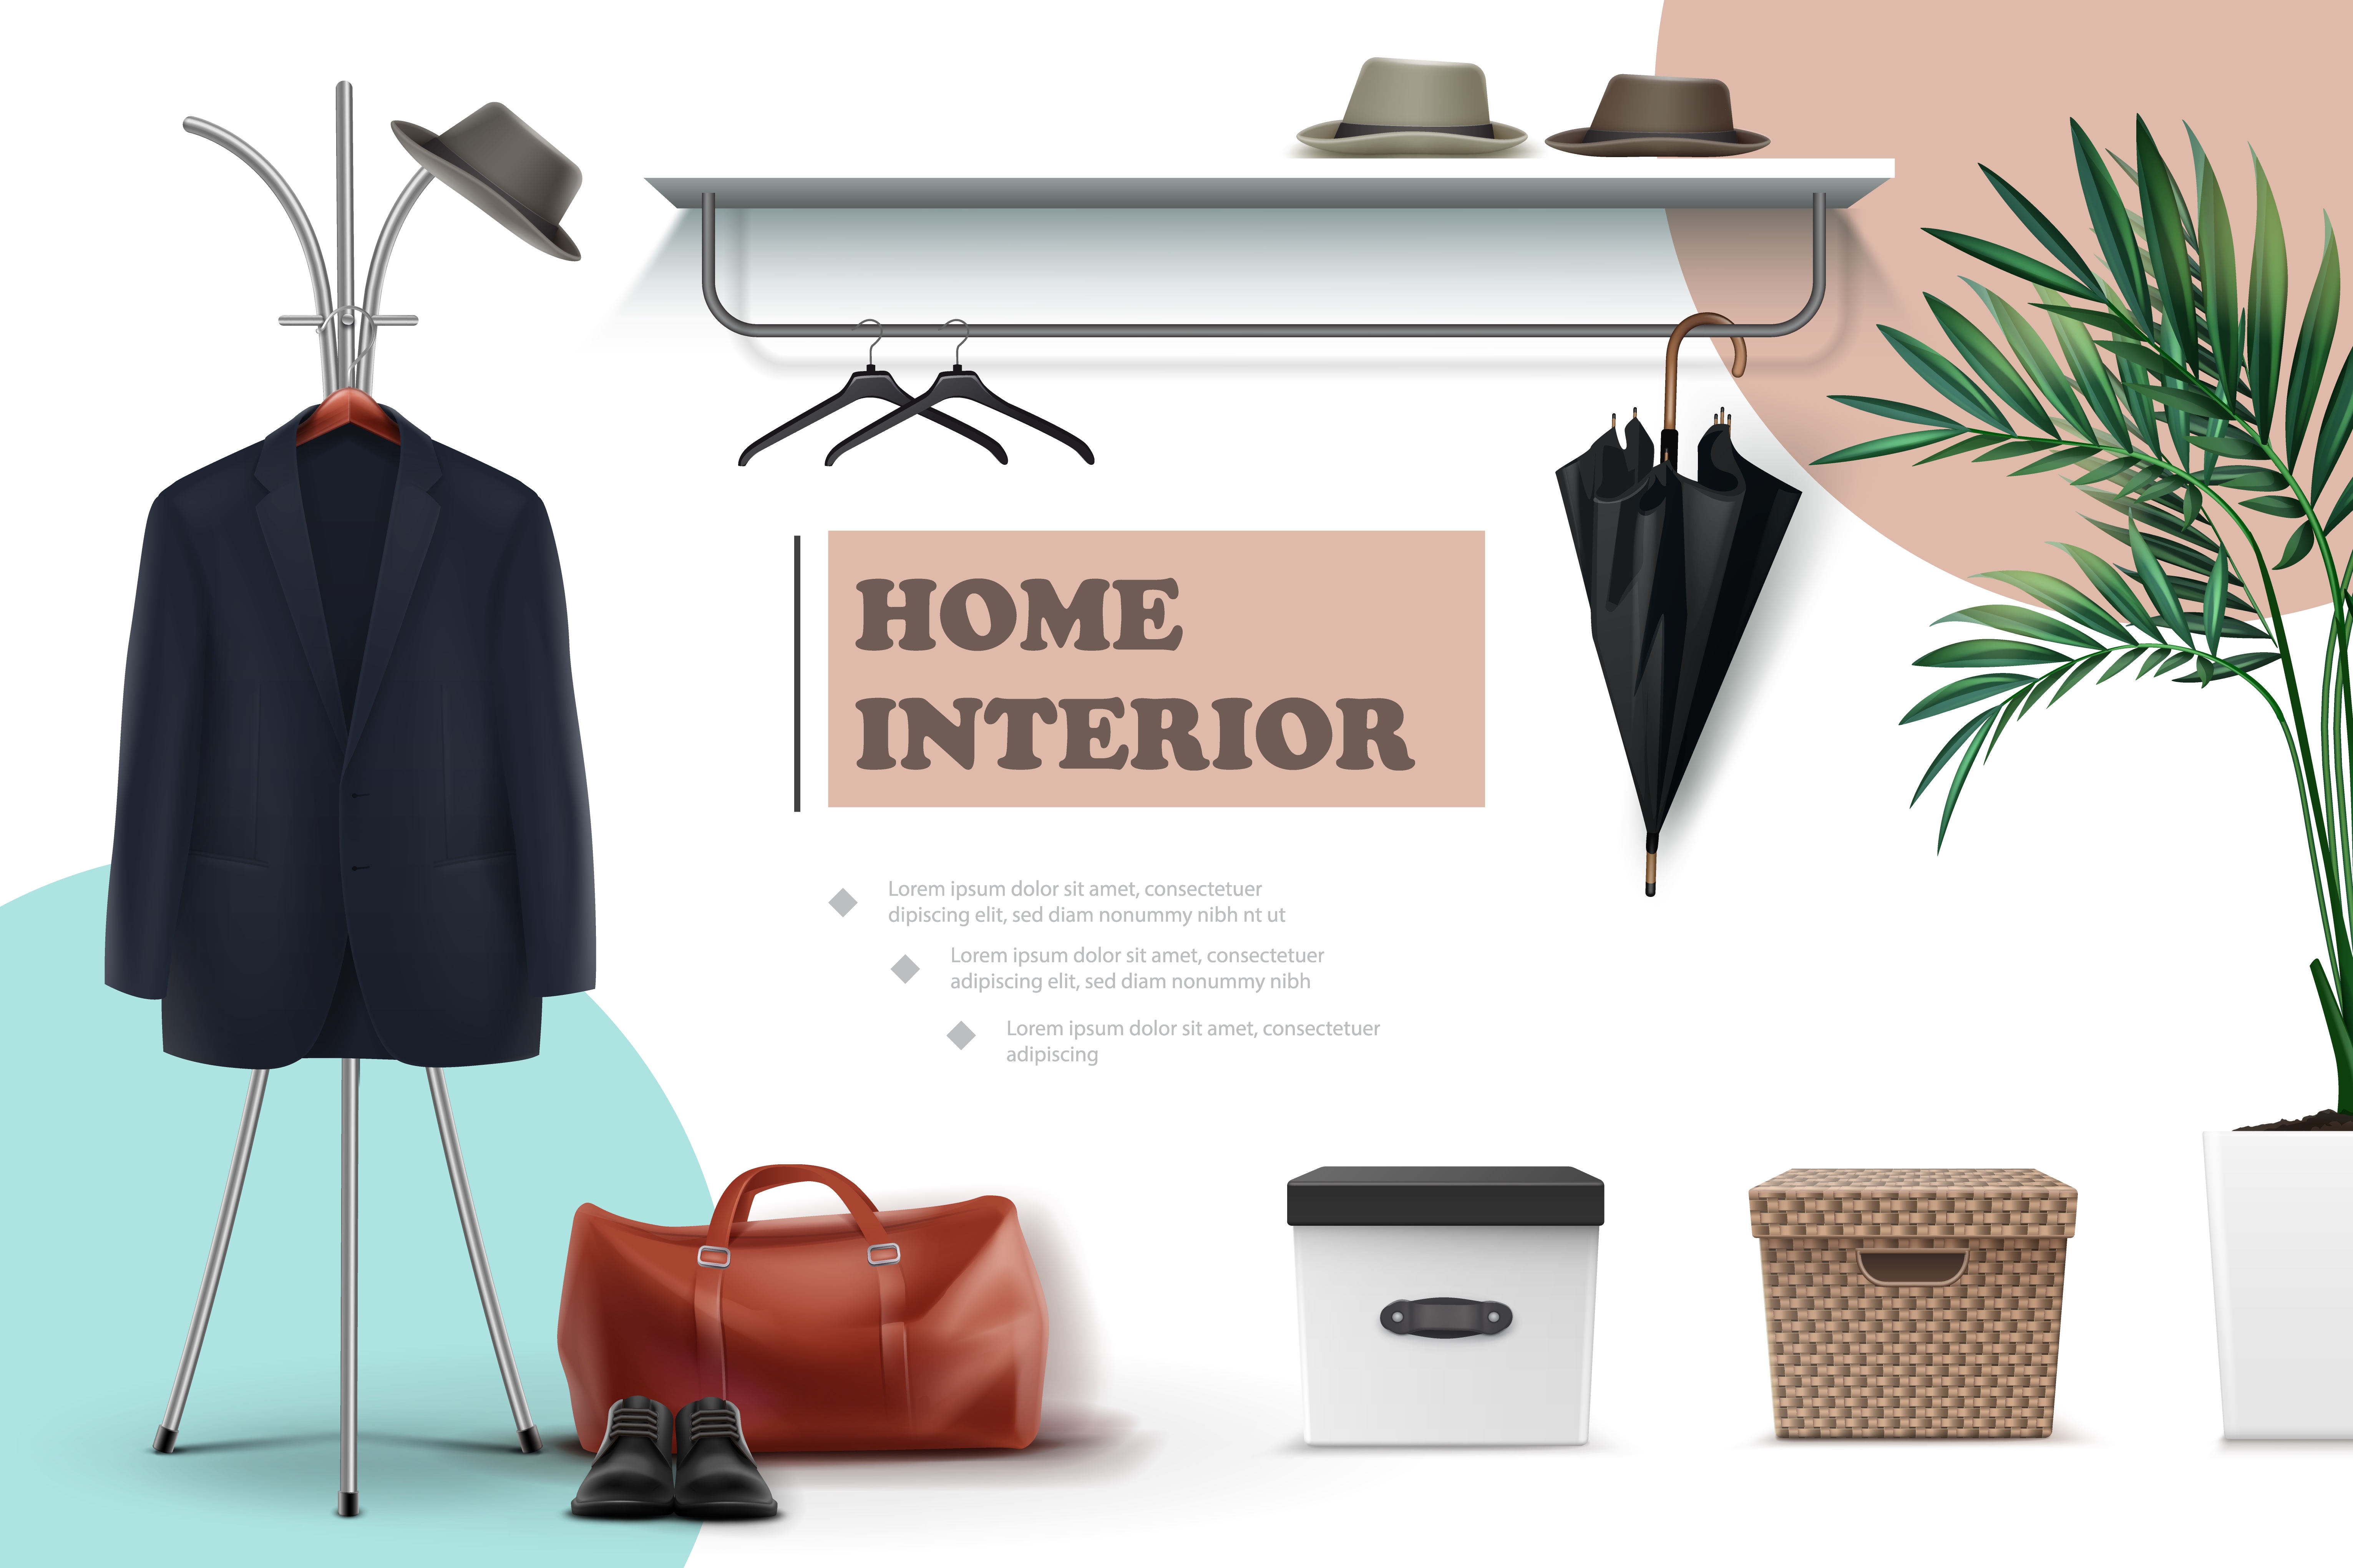 HOME
INTERIOR
Lorem ipsum dolor sit amet, consectetuer
dipiscing elit, sed diam nonummy nibh nt ut
Lorem ipsum dolor sit amet, consectetuer
adipiscing elit, sed diam nonummy nibh
Lorem ipsum dolor sit amet, consectetuer
adipiscing